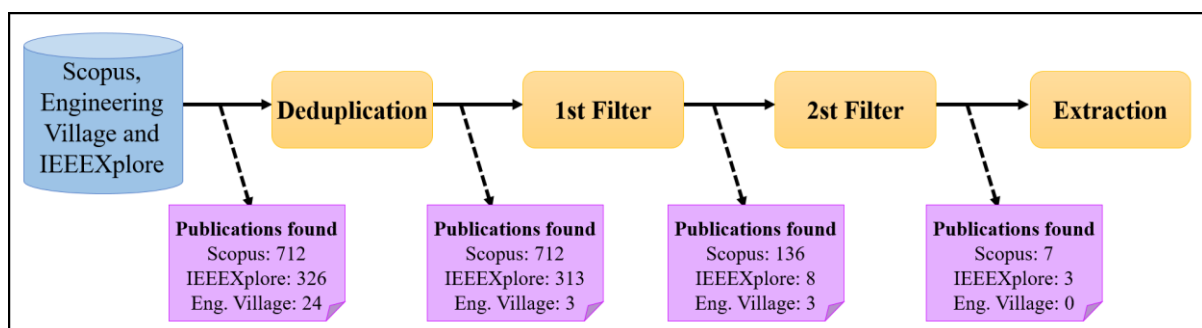 Scopus,
Engineering
Village and
IEEEXplore
Deduplication
1st Filter
2st Filter
Extraction
Publications found
Scopus: 712
IEEEXplore: 326
Eng. Village: 24
Publications found
Scopus: 712
IEEEXplore: 313
Eng. Village: 3
Publications found
Scopus: 136
IEEEXplore: 8
Eng. Village: 3
Publications found
Scopus: 7
IEEEXplore: 3
Eng. Village: 0